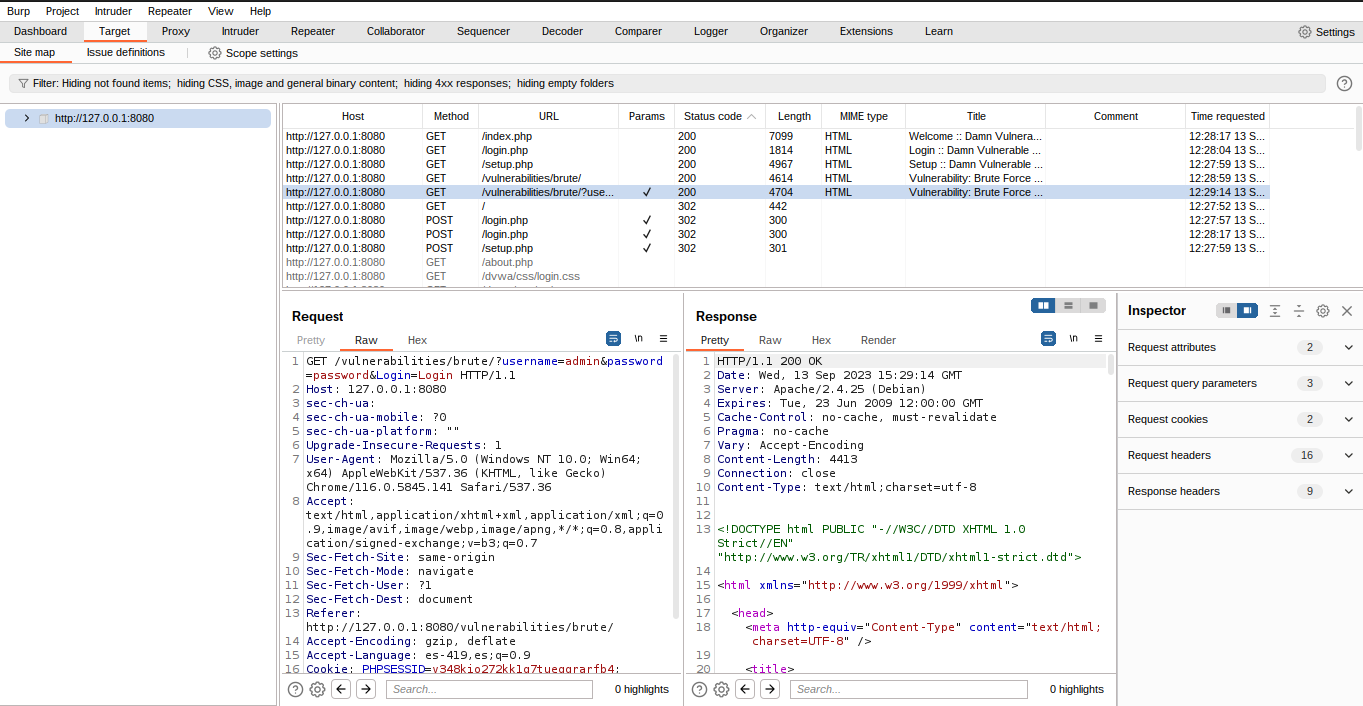 Burp Project Intruder Repeater View Help
Dashboard Target Proxy Intruder Repeater Collaborator Sequencer Decoder Comparer Logger Organizer Extensions Learn Settings
Site map Issue definitions Scope settings
Filter: Hiding not found items; hiding CSS, image and general binary content; hiding 4xx responses; hiding empty folders
http://127.0.0.1:8080
Host Method URL Params Status code Length MIME type Title Comment Time requested
http://127.0.0.1:8080 GET /index.php 200 7099 HTML Welcome :: Damn Vulnera... 12:28:17 13 S...
http://127.0.0.1:8080 GET /login.php 200 1814 HTML Login :: Damn Vulnerable ... 12:28:04 13 S...
http://127.0.0.1:8080 GET /setup.php 200 4967 HTML Setup :: Damn Vulnerable ... 12:27:59 13 S...
http://127.0.0.1:8080 GET /vulnerabilities/brute/ 200 4614 HTML Vulnerability: Brute Force ... 12:28:59 13 S...
http://127.0.0.1:8080 GET /vulnerabilities/brute/?use... ✓ 200 4704 HTML Vulnerability: Brute Force ... 12:29:14 13 S...
http://127.0.0.1:8080 GET / 302 442 12:27:52 13 S...
http://127.0.0.1:8080 POST /login.php ✓ 302 300 12:27:57 13 S...
http://127.0.0.1:8080 POST /login.php ✓ 302 300 12:28:17 13 S...
http://127.0.0.1:8080 POST /setup.php ✓ 302 301 12:27:59 13 S...
http://127.0.0.1:8080 GET /about.php
http://127.0.0.1:8080 GET /dvwa/css/login.css
Request
Pretty Raw Hex \n
1 GET /vulnerabilities/brute/?username=admin&password
=password&Login=Login HTTP/1.1
2 Host: 127.0.0.1:8080
3 sec-ch-ua:
4 sec-ch-ua-mobile: ?0
5 sec-ch-ua-platform: ""
6 Upgrade-Insecure-Requests: 1
7 User-Agent: Mozilla/5.0 (Windows NT 10.0; Win64;
x64) AppleWebKit/537.36 (KHTML, like Gecko)
Chrome/116.0.5845.141 Safari/537.36
8 Accept:
text/html,application/xhtml+xml,application/xml;q=0
.9,image/avif,image/webp,image/apng,*/*;q=0.8,appli
cation/signed-exchange;v=b3;q=0.7
9 Sec-Fetch-Site: same-origin
10 Sec-Fetch-Mode: navigate
11 Sec-Fetch-User: ?1
12 Sec-Fetch-Dest: document
13 Referer:
http://127.0.0.1:8080/vulnerabilities/brute/
14 Accept-Encoding: gzip, deflate
15 Accept-Language: es-419,es;q=0.9
16 Cookie:
Search... 0 highlights
Response
Pretty Raw Hex Render \n
1 HTTP/1.1 200 OK
2 Date: Wed, 13 Sep 2023 15:29:14 GMT
3 Server: Apache/2.4.25 (Debian)
4 Expires: Tue, 23 Jun 2009 12:00:00 GMT
5 Cache-Control: no-cache, must-revalidate
6 Pragma: no-cache
7 Vary: Accept-Encoding
8 Content-Length: 4413
9 Connection: close
10 Content-Type: text/html;charset=utf-8
11
12
13 <!DOCTYPE html PUBLIC "-//W3C//DTD XHTML 1.0
Strict//EN"
"http://www.w3.org/TR/xhtml1/DTD/xhtml1-strict.dtd">
14
15 <html xmlns="http://www.w3.org/1999/xhtml">
16
17 <head>
18 <meta http-equiv="Content-Type" content="text/html;
charset=UTF-8" />
19
20 <title>
Search... 0 highlights
Inspector
Request attributes 2
Request query parameters 3
Request cookies 2
Request headers 16
Response headers 9